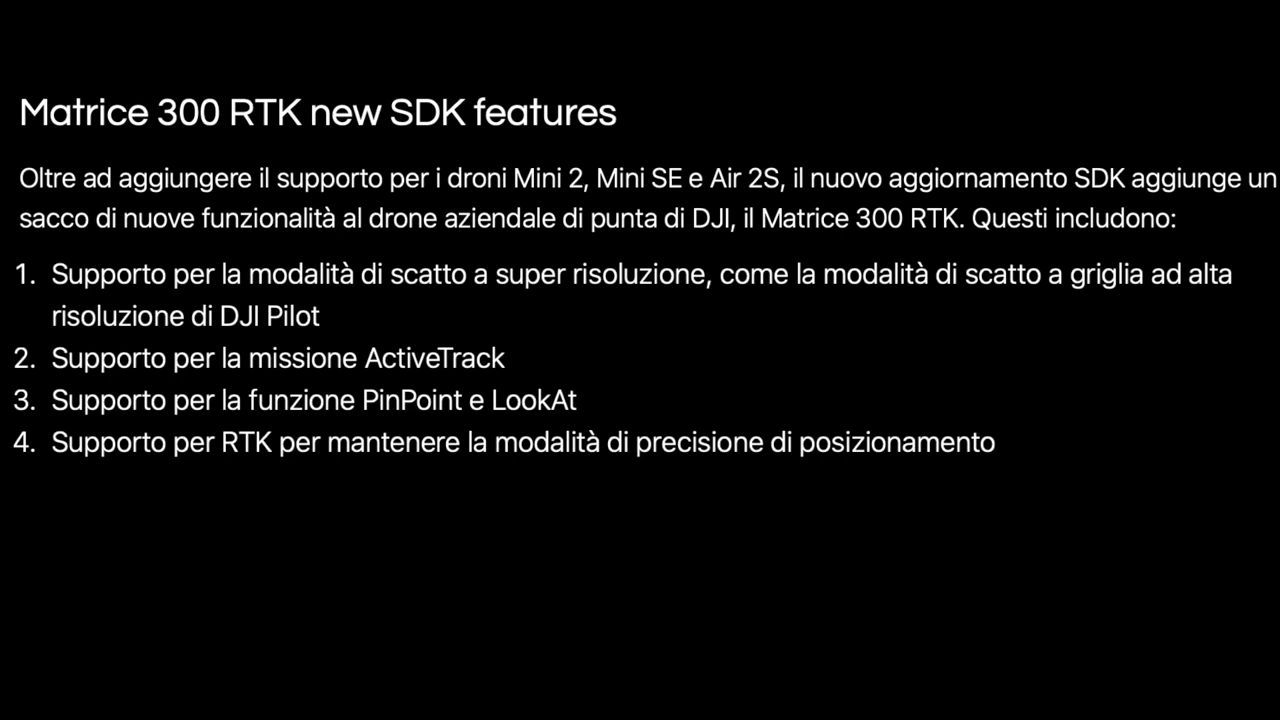 Matrice 300 RTK new SDK features
Oltre ad aggiungere il supporto per i droni Mini 2, Mini SE e Air 2S, il nuovo aggiornamento SDK aggiunge un
sacco di nuove funzionalità al drone aziendale di punta di DJI, il Matrice 300 RTK. Questi includono:
1. Supporto per la modalità di scatto a super risoluzione, come la modalità di scatto a griglia ad alta
risoluzione di DJI Pilot
2. Supporto per la missione ActiveTrack
3. Supporto per la funzione PinPoint e LookAt
4. Supporto per RTK per mantenere la modalità di precisione di posizionamento